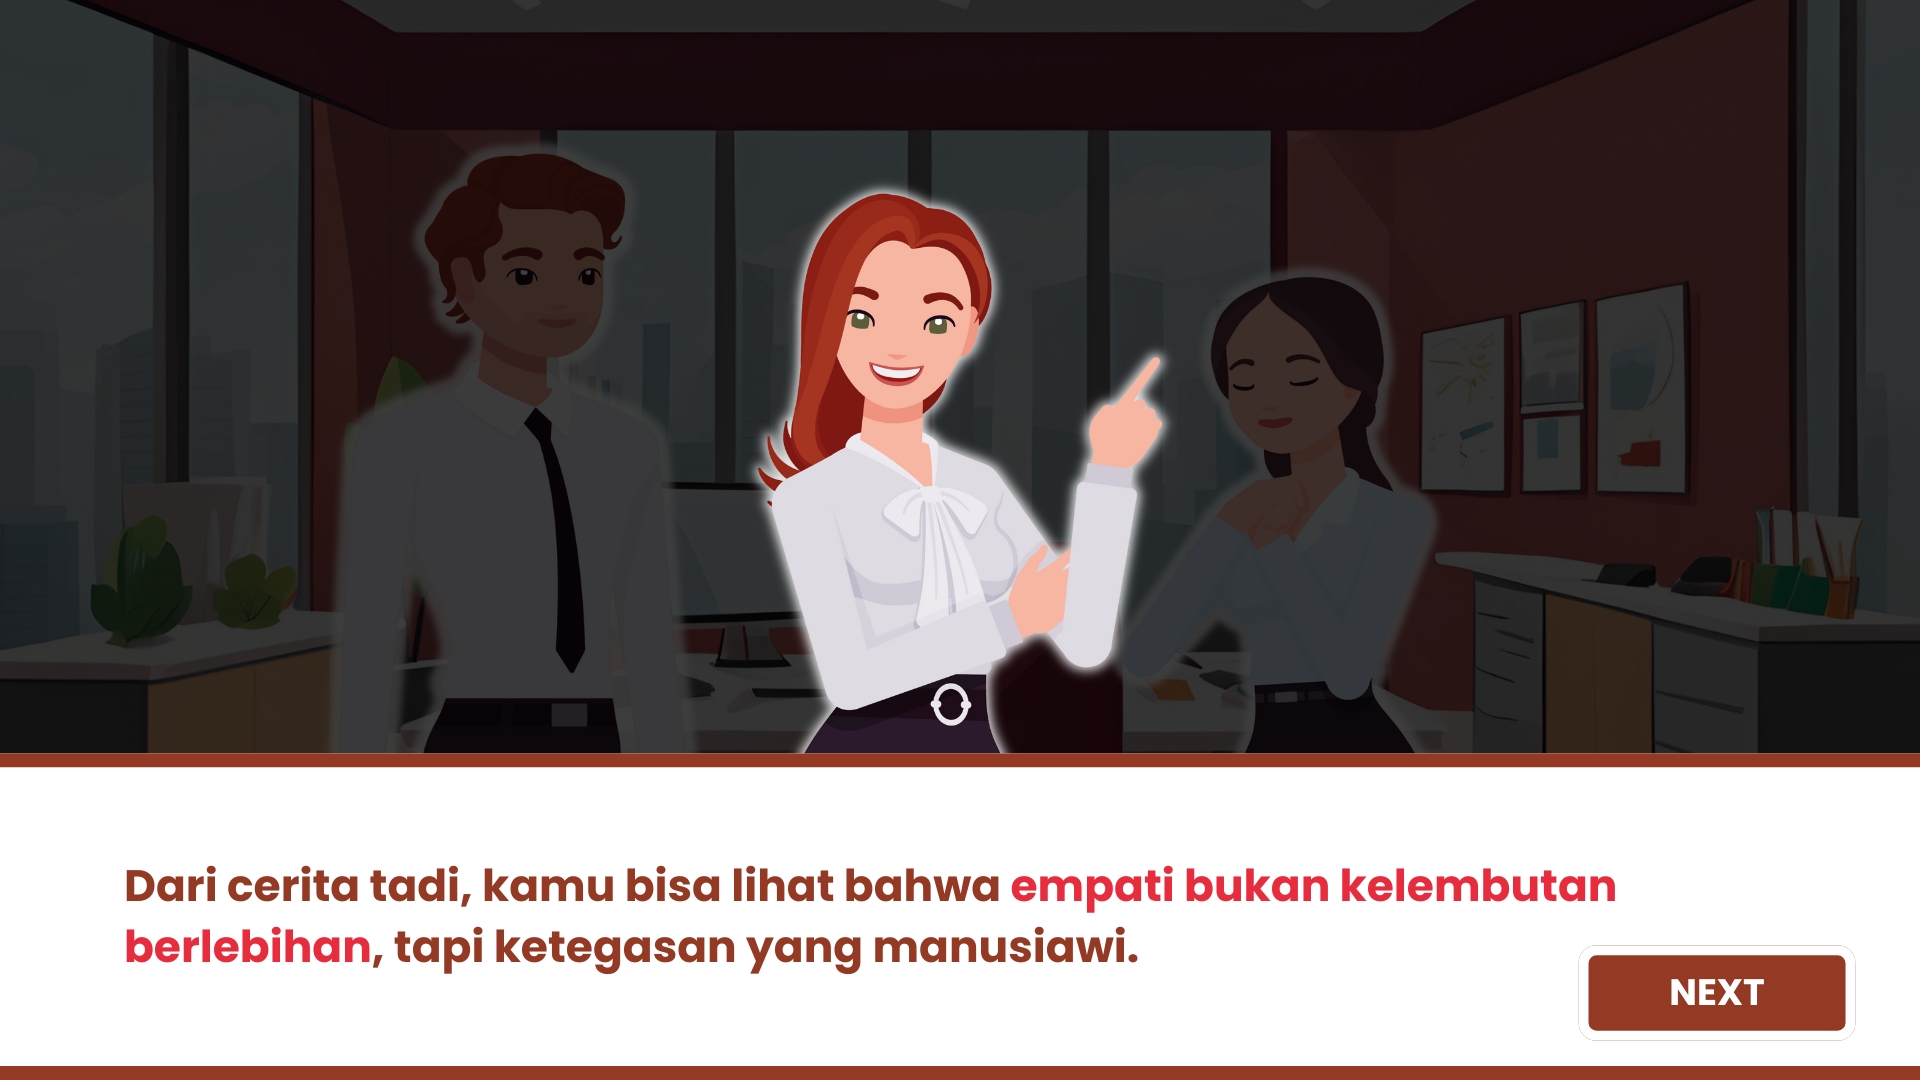 Dari cerita tadi, kamu bisa lihat bahwa empati bukan kelembutan
berlebihan, tapi ketegasan yang manusiawi.
NEXT